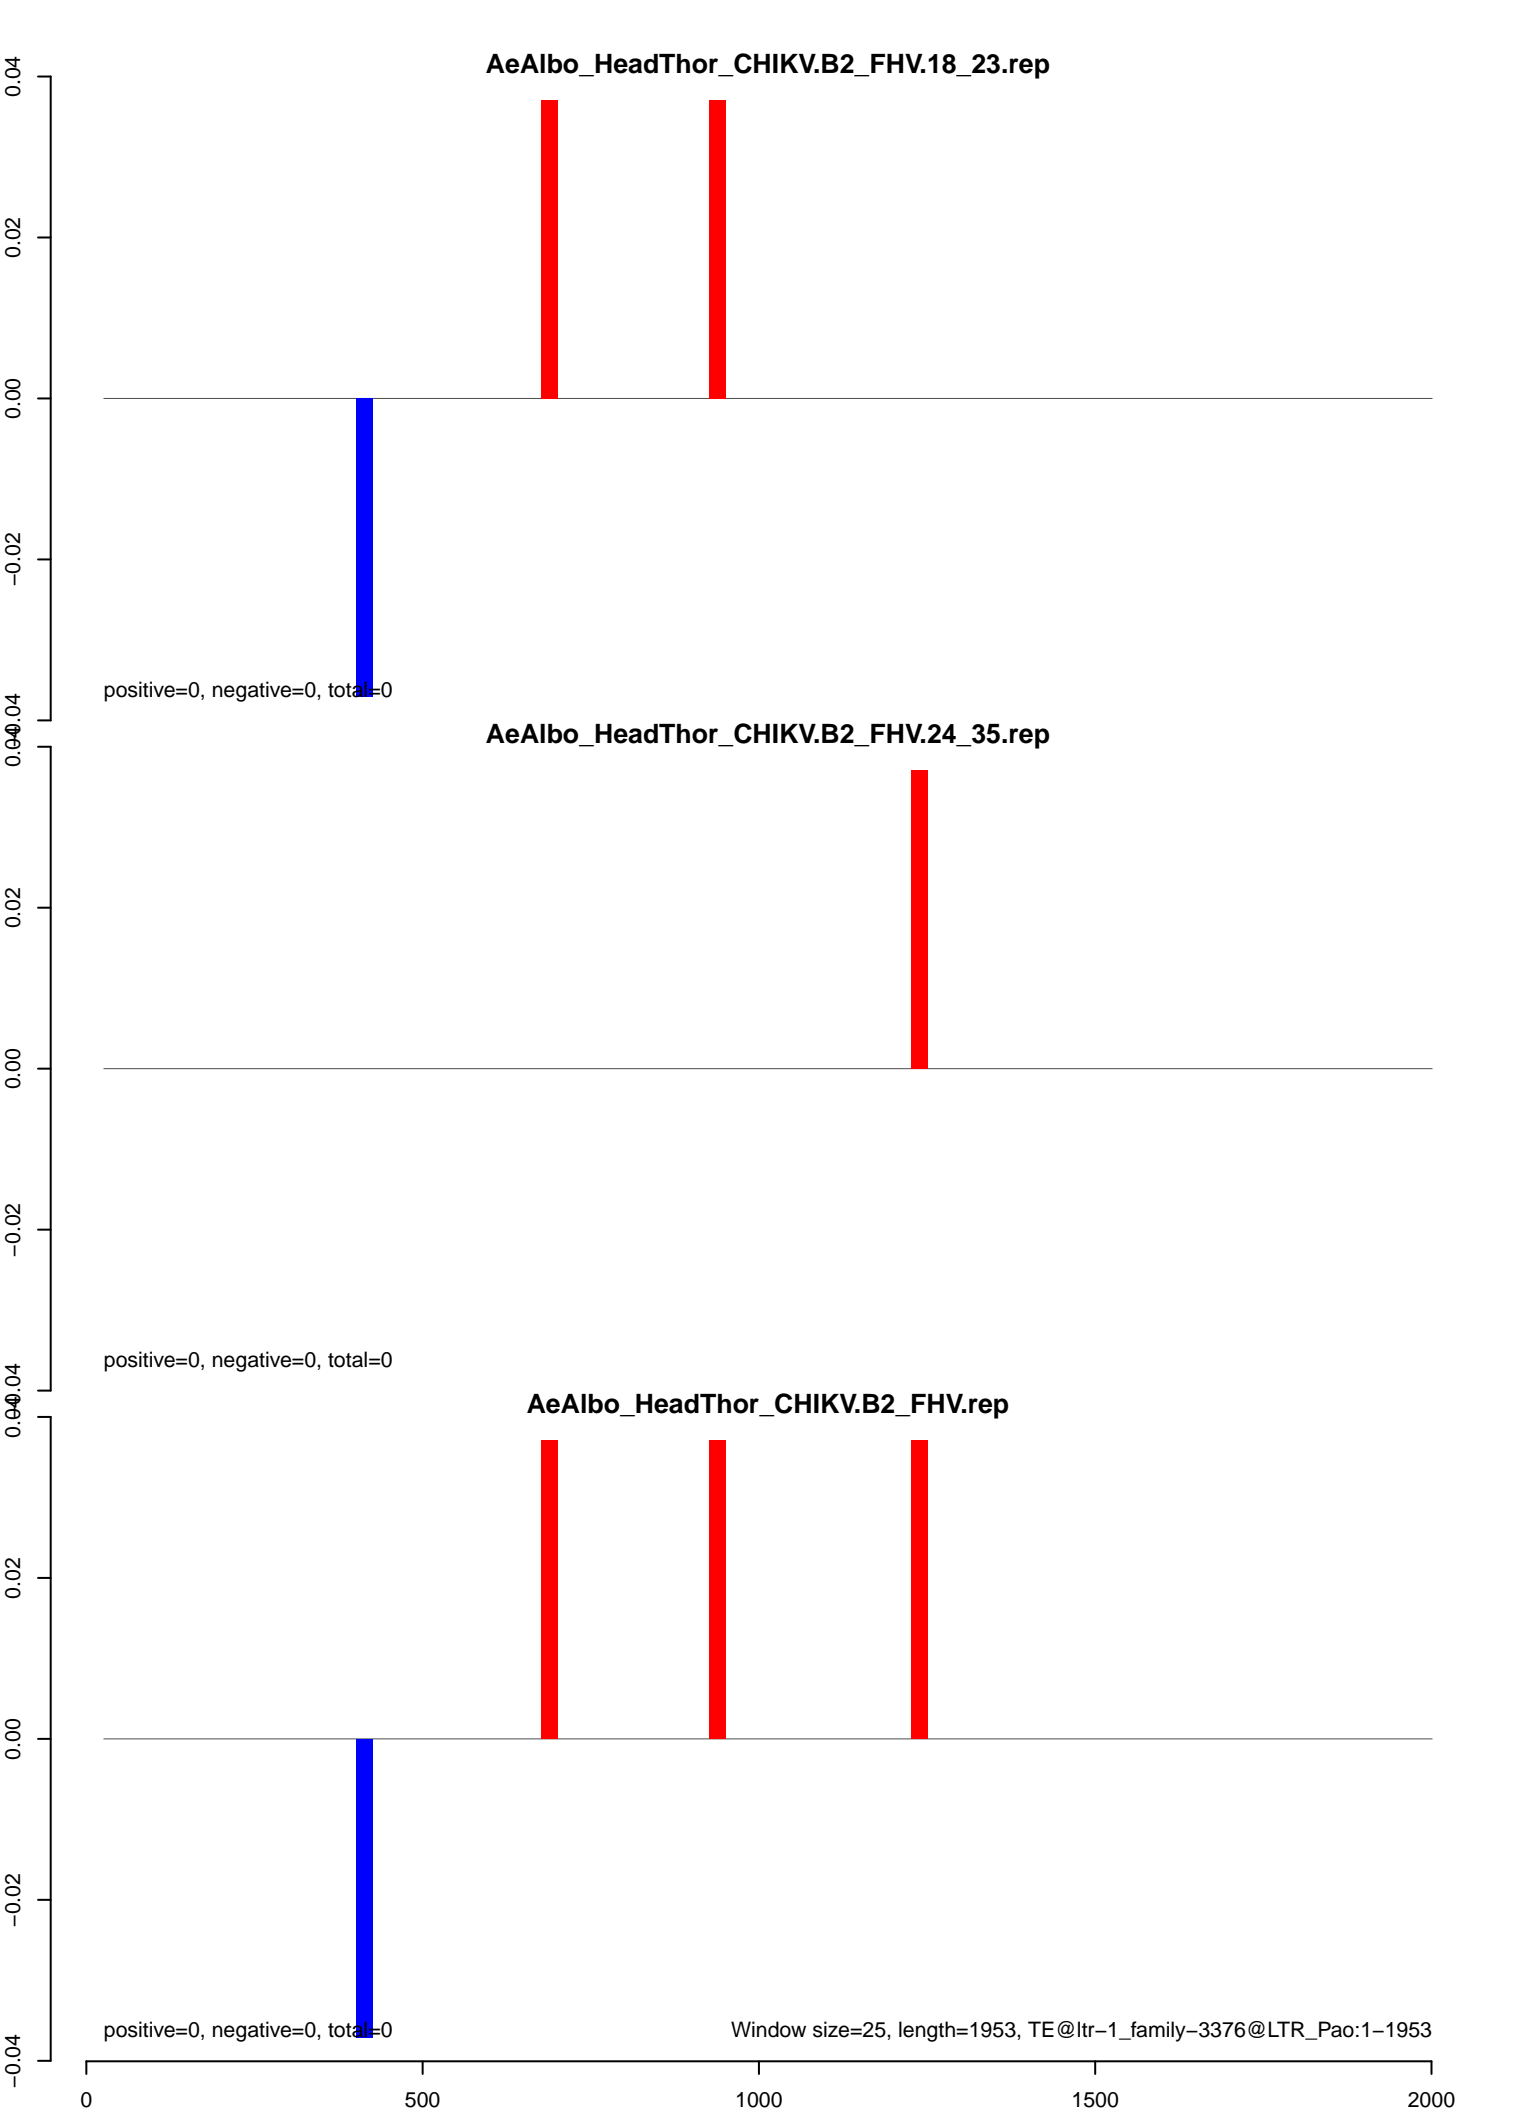 AeAlbo_HeadThor_CHIKV.B2_FHV.18_23.rep
0.04
0.02
0.00
−0.02
−0.04
positive=0, negative=0, total=0
AeAlbo_HeadThor_CHIKV.B2_FHV.24_35.rep
0.04
0.02
0.00
−0.02
−0.04
positive=0, negative=0, total=0
AeAlbo_HeadThor_CHIKV.B2_FHV.rep
0.04
0.02
0.00
−0.02
−0.04
positive=0, negative=0, total=0
Window size=25, length=1953, TE@ltr−1_family−3376@LTR_Pao:1−1953
0 500 1000 1500 2000